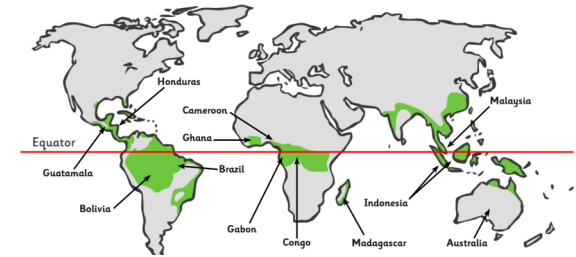 Honduras
Malaysia
Cameroon
Ghana
Equator
Guatamala
Brazil
Bolivia
Indonesia
Gabon
Congo
Madagascar
Australia